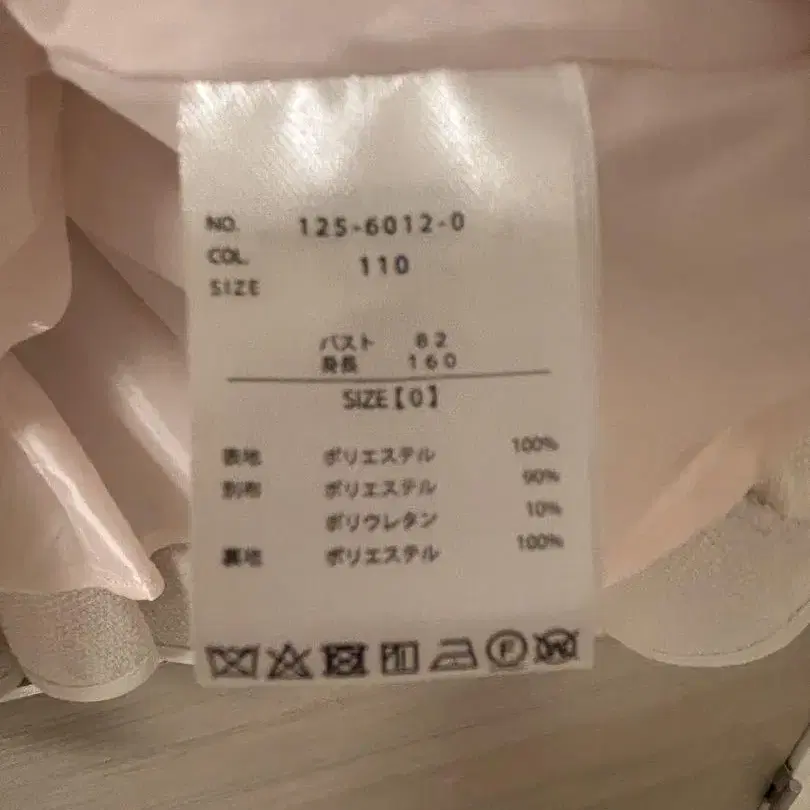 NO. 125-6012-0
COL. 110
SIZE
バスト 82
身長 160
SIZE【0】
表地 ポリエステル 100%
別布 ポリエステル 90%
ポリウレタン 10%
裏地 ポリエステル 100%
F
W